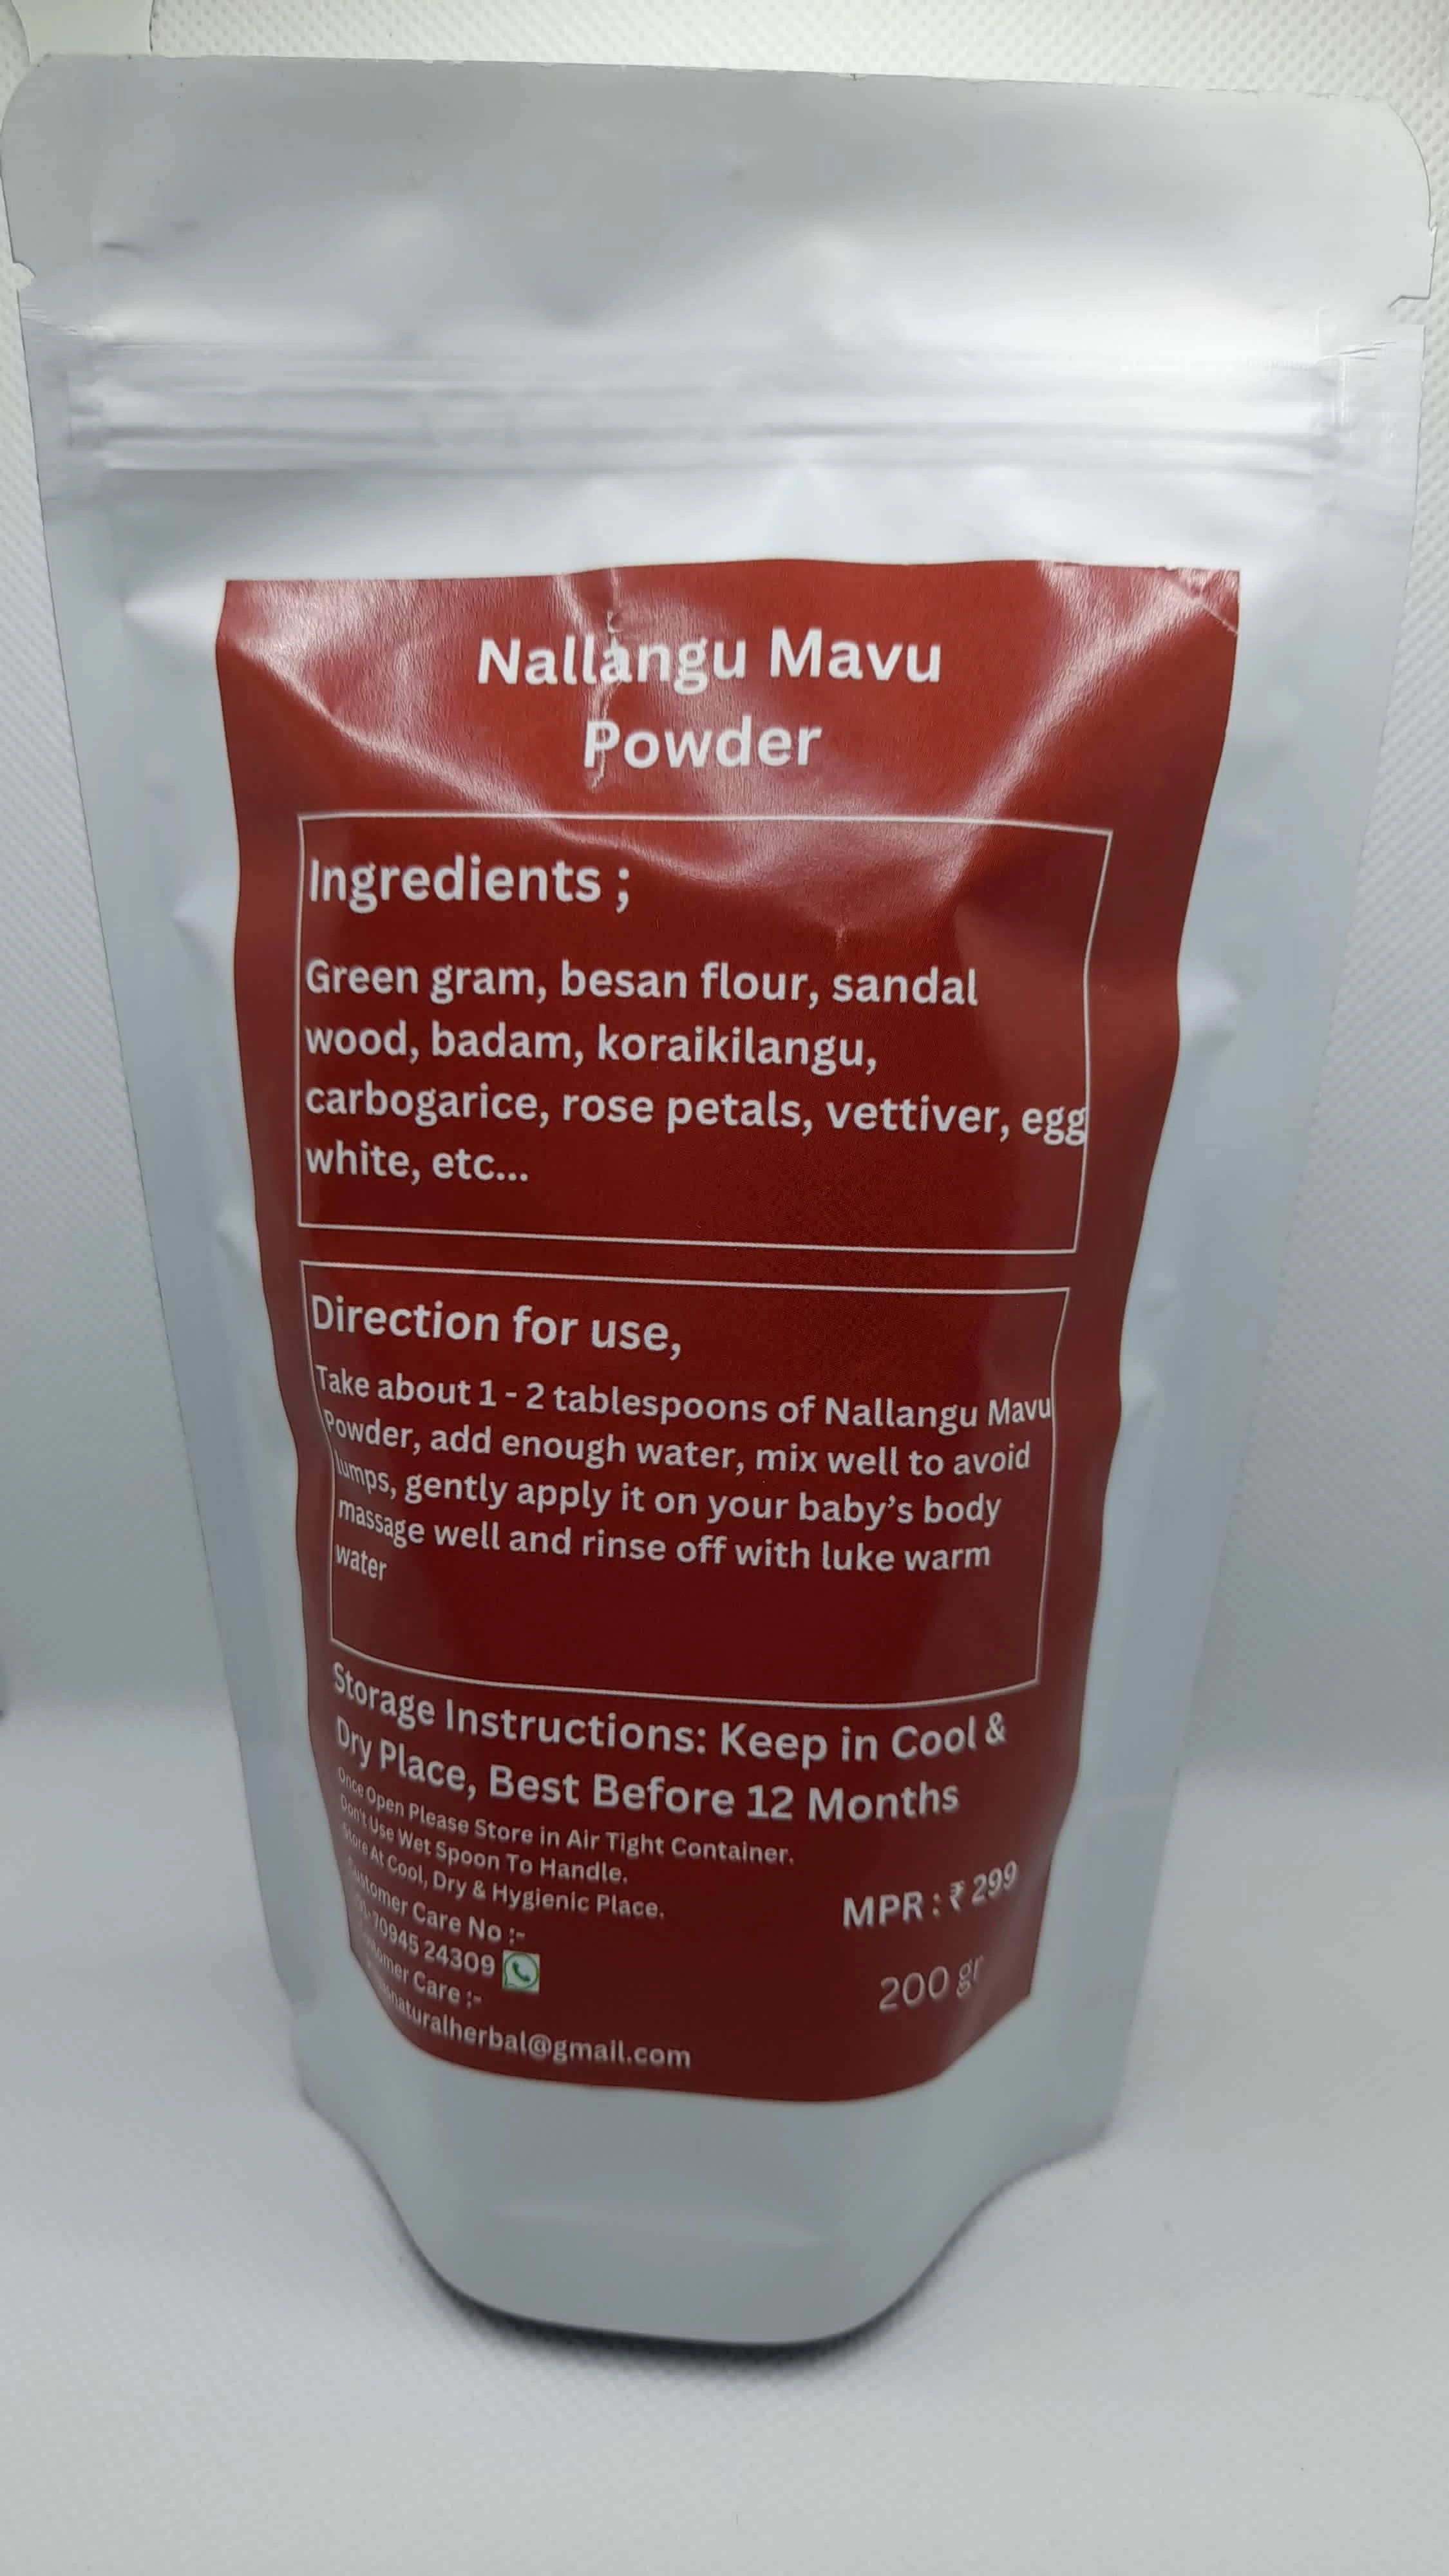 Nallangu Mavu
Powder
Ingredients ;
Green gram, besan flour, sandal
wood, badam, koraikilangu,
carbogarice, rose petals, vettiver, egg
white, etc...
Direction for use,
Take about 1 - 2 tablespoons of Nallangu Mavu
Powder, add enough water, mix well to avoid
lumps, gently apply it on your baby's body
massage well and rinse off with luke warm
water
Storage Instructions: Keep in Cool &
Dry Place, Best Before 12 Months
Once Open Please Store in Air Tight Container.
Don't Use Wet Spoon To Handle.
Store At Cool, Dry & Hygienic Place.
Customer Care No :-
70945 24309
Customer Care :-
MPR : ₹ 299
200 gr